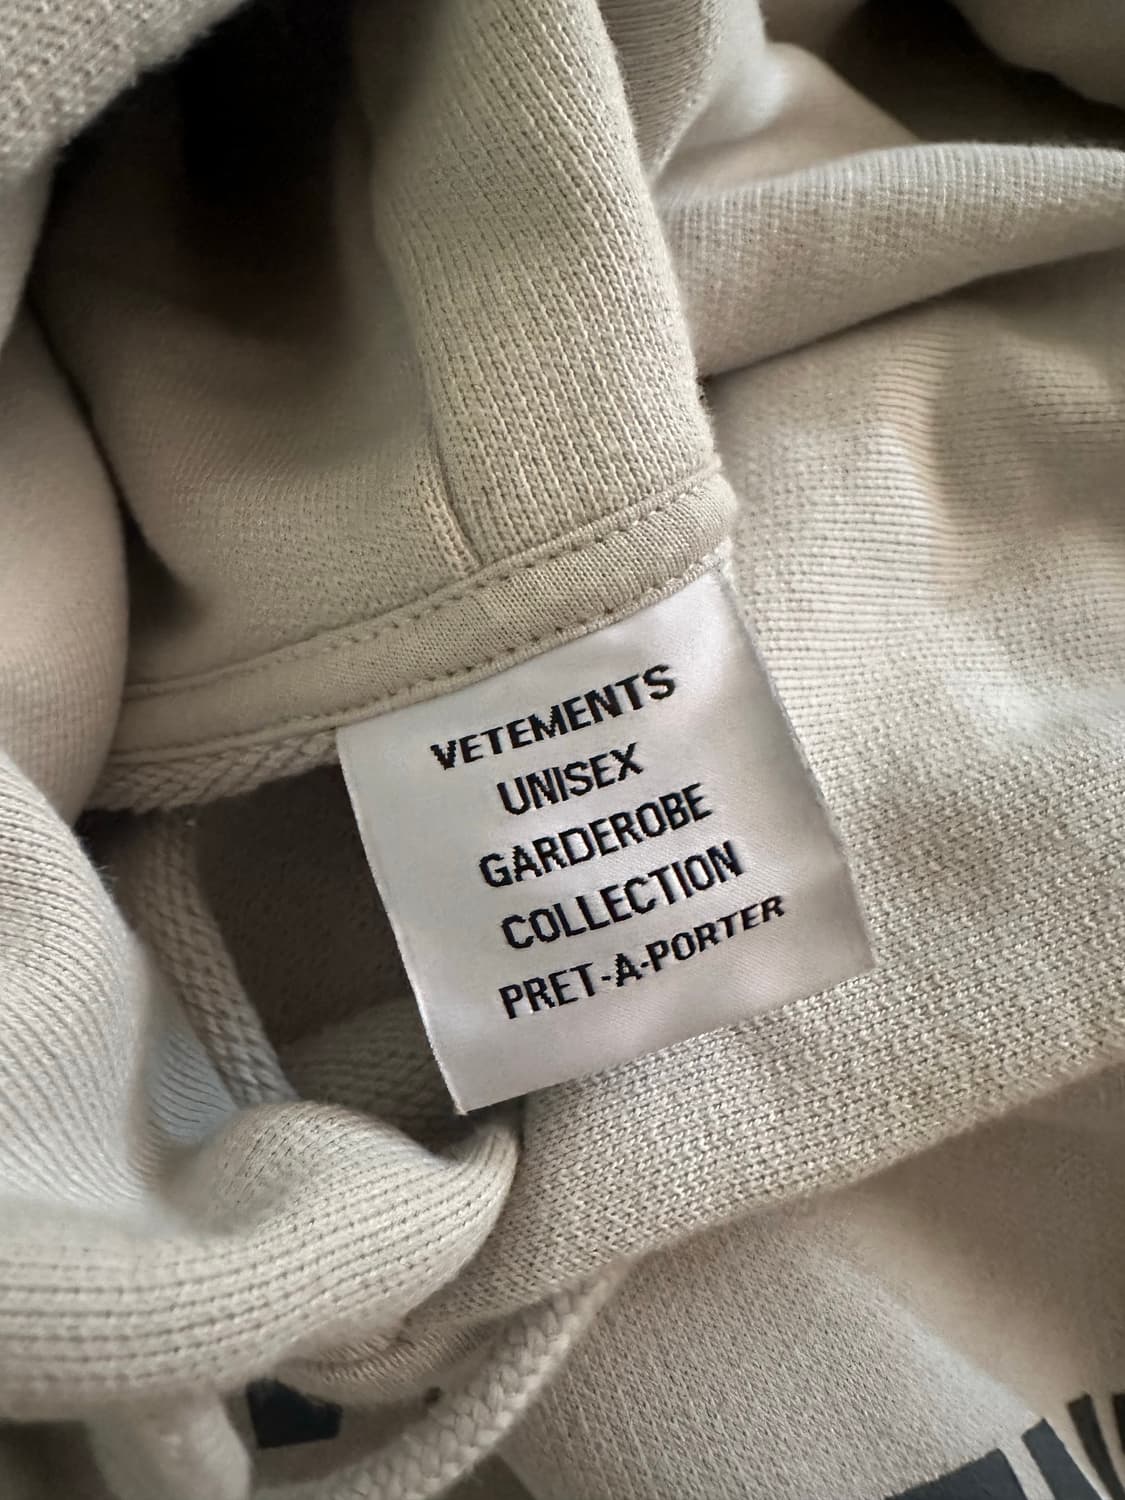 VETEMENTS
UNISEX
GARDEROBE
COLLECTION
PRET-A-PORTER